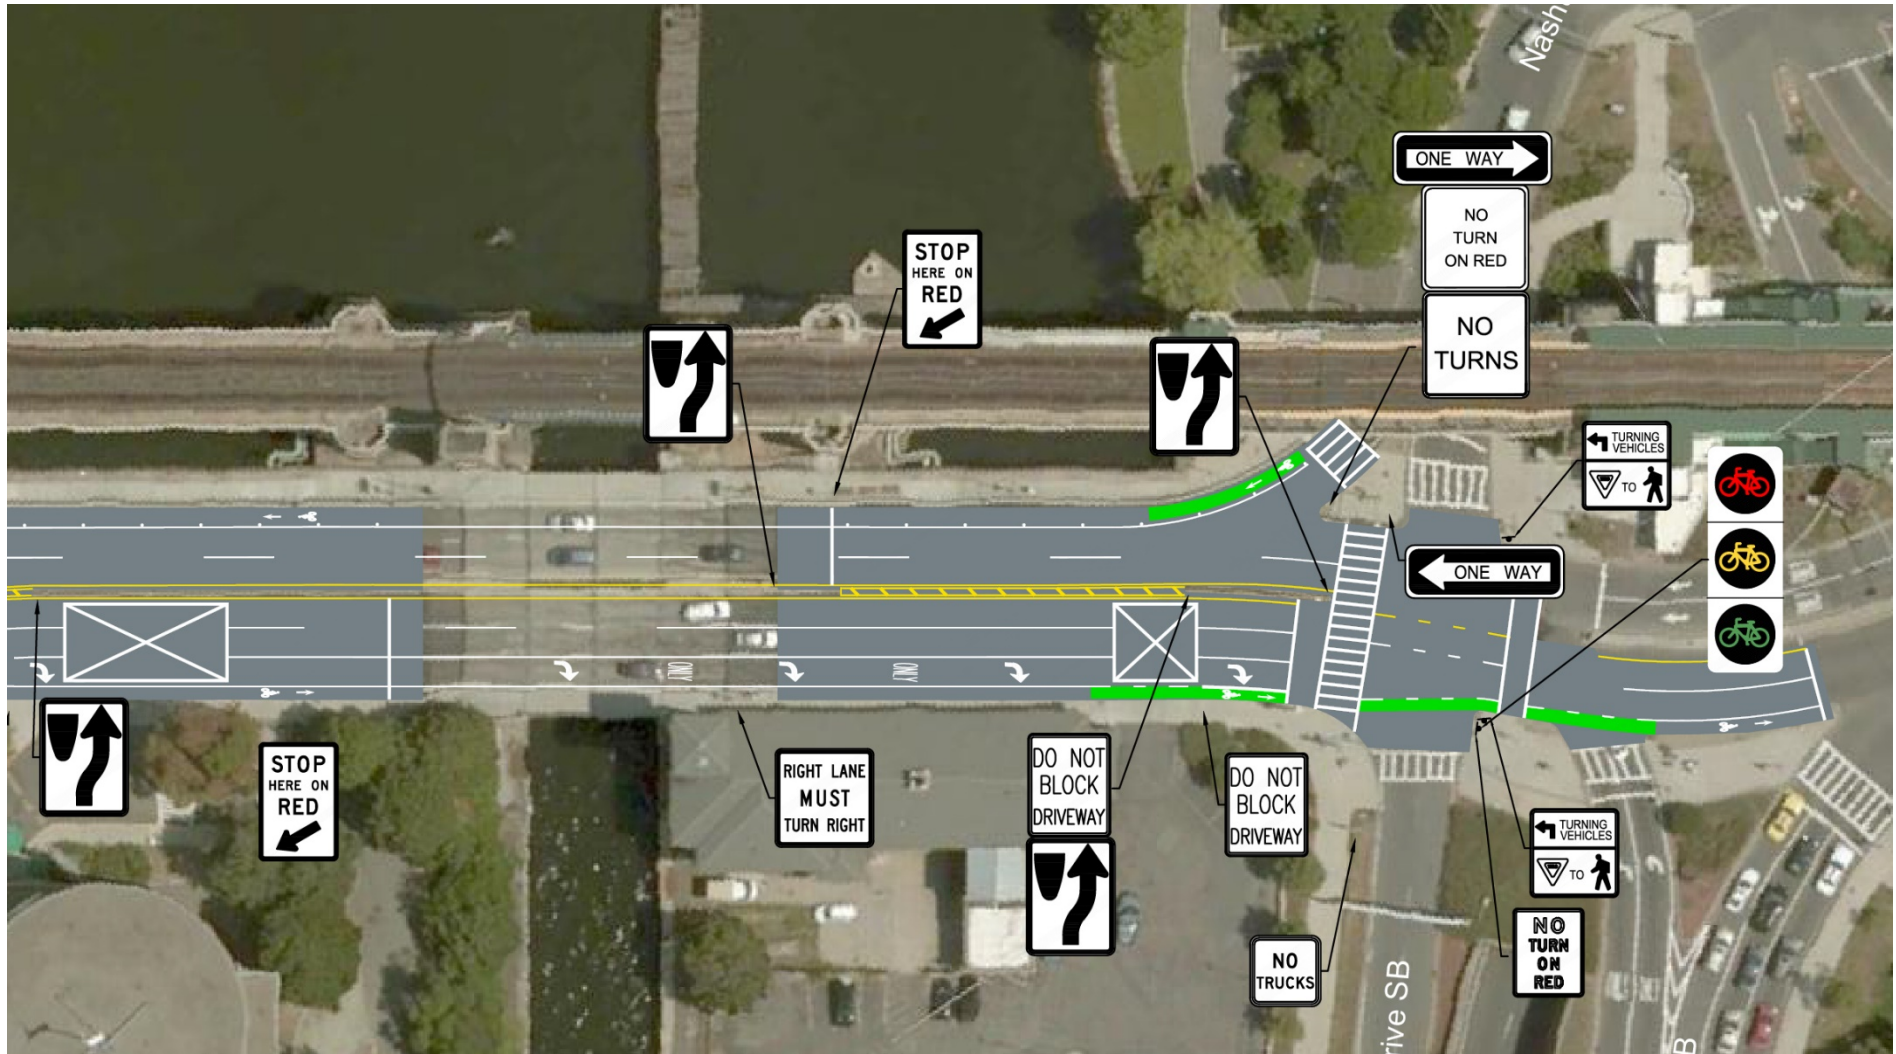 Nash
ONE WAY
NO
TURN
ON RED
NO
TURNS
STOP
HERE ON
RED
TURNING
VEHICLES
TO
ONE WAY
ONLY
ONLY
STOP
HERE ON
RED
RIGHT LANE
MUST
TURN RIGHT
DO NOT
BLOCK
DRIVEWAY
DO NOT
BLOCK
DRIVEWAY
TURNING
VEHICLES
TO
NO
TRUCKS
NO
TURN
ON
RED
rive SB
B